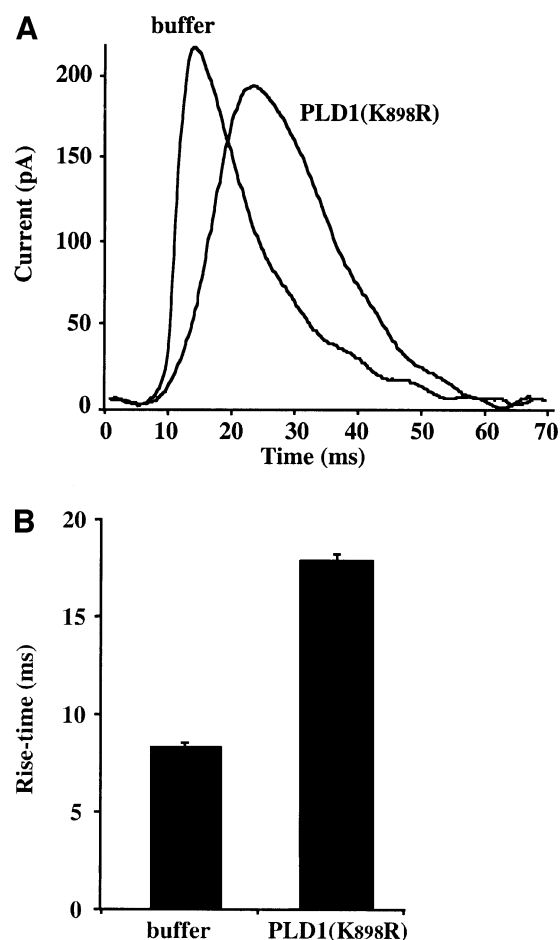 A
buffer
PLD1(K898R)
200
150
100
50
0
Current (pA)
0 10 20 30 40 50 60 70
Time (ms)
B
20
15
10
5
0
Rise-time (ms)
buffer PLD1(K898R)